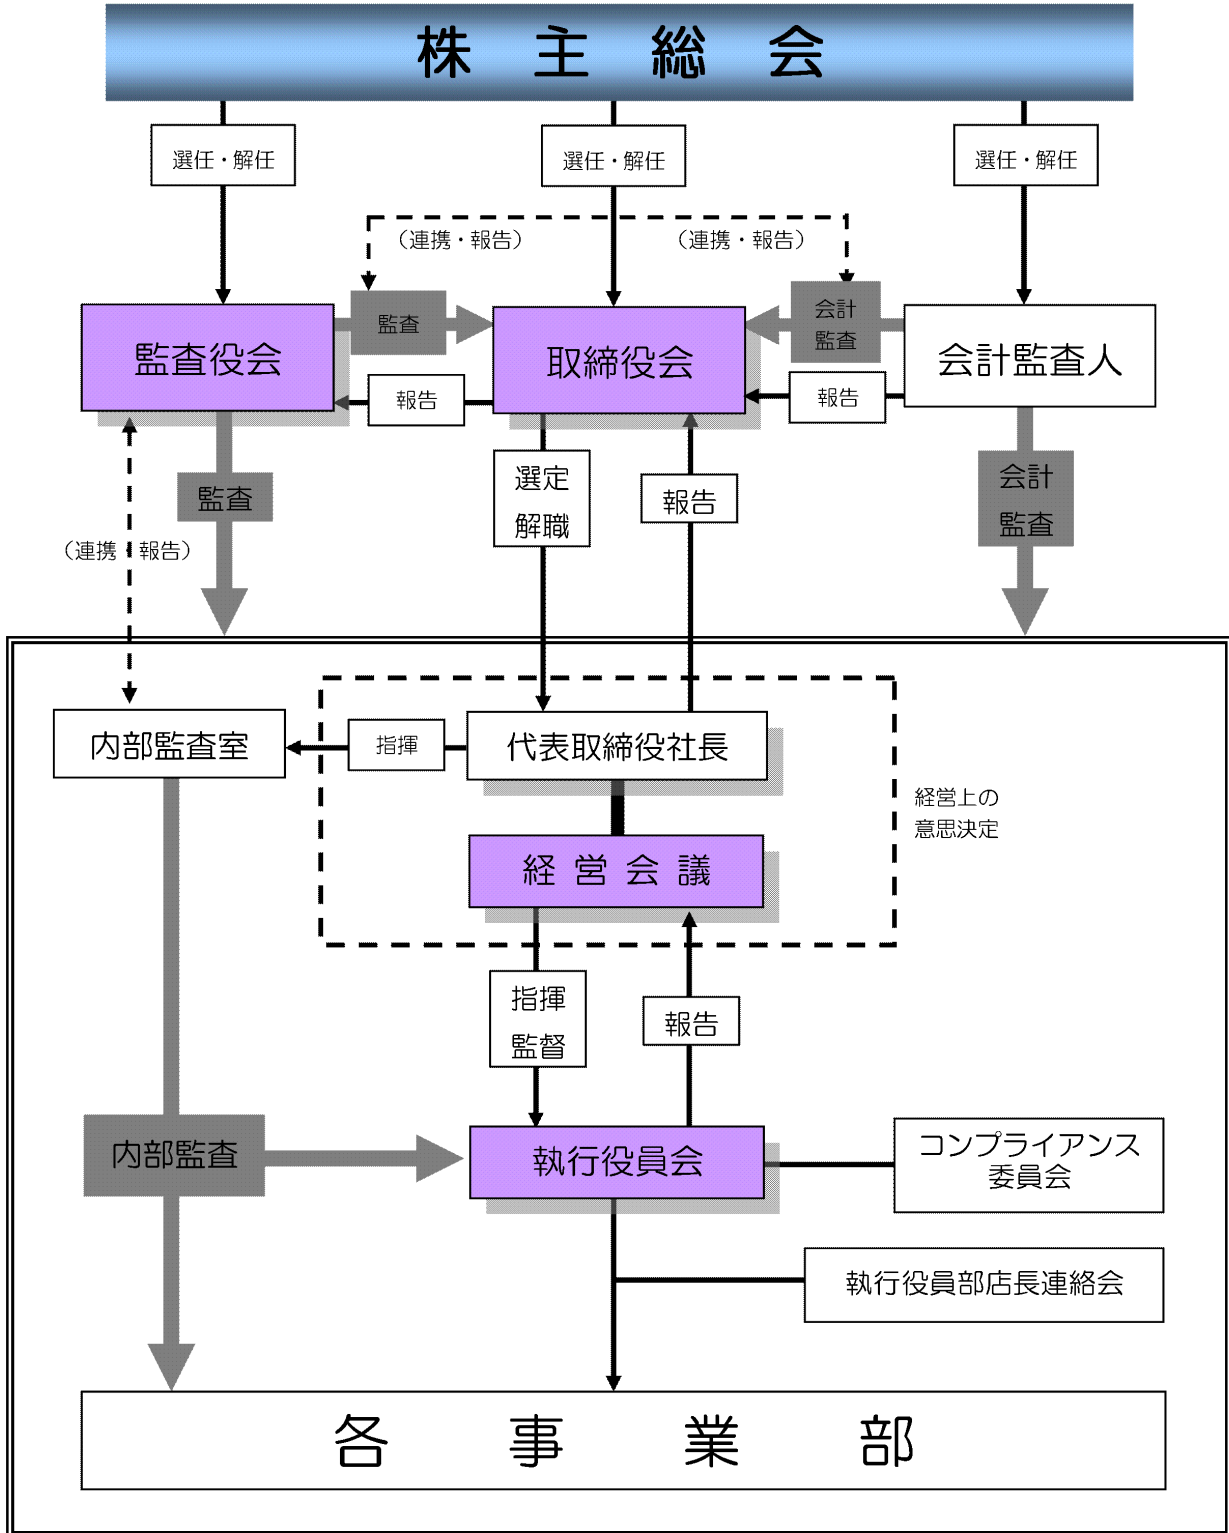 株主総会
選任・解任
選任・解任
選任・解任
（連携・報告）
（連携・報告）
監査役会
監査
取締役会
会計
監査
会計監査人
報告
報告
監査
選定
解職
報告
会計
監査
（連携・報告）
内部監査室
指揮
代表取締役社長
経営上の
意思決定
経営会議
指揮
監督
報告
内部監査
執行役員会
コンプライアンス
委員会
執行役員部店長連絡会
各事業部